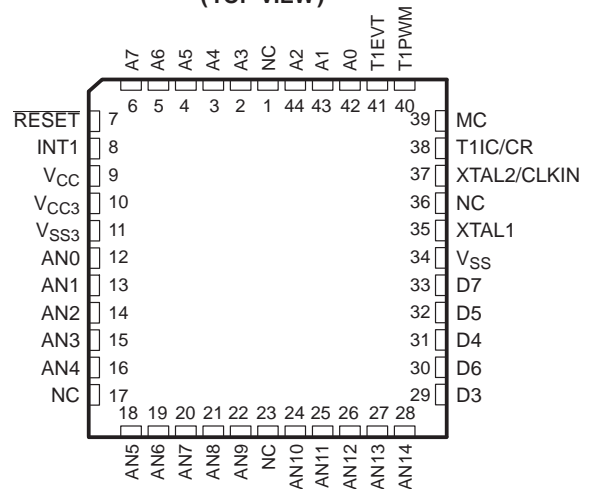 (TOP VIEW)
A7 A6 A5 A4 A3 NC A2 A1 A0 T1EVT T1PWM
6 5 4 3 2 1 44 43 42 41 40
RESET 7 39 MC
INT1 8 38 T1IC/CR
VCC 9 37 XTAL2/CLKIN
VCC3 10 36 NC
VSS3 11 35 XTAL1
AN0 12 34 VSS
AN1 13 33 D7
AN2 14 32 D5
AN3 15 31 D4
AN4 16 30 D6
NC 17 29 D3
18 19 20 21 22 23 24 25 26 27 28
AN5 AN6 AN7 AN8 AN9 NC AN10 AN11 AN12 AN13 AN14